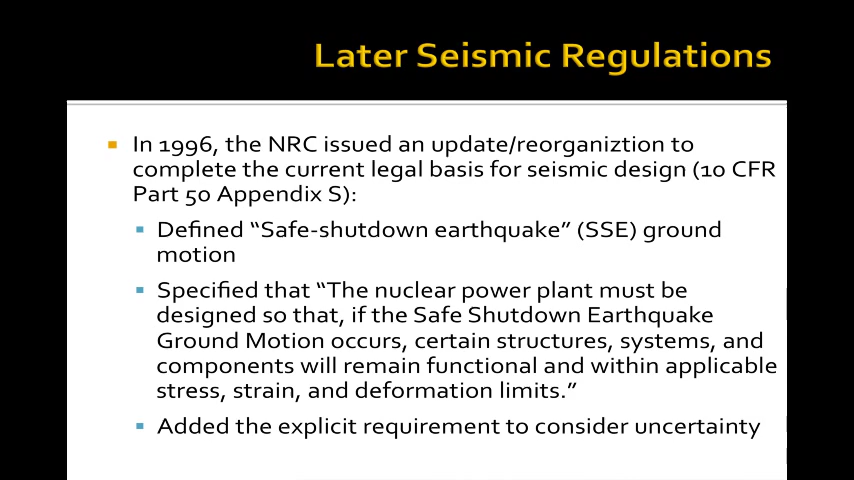 Later Seismic Regulations
In 1996, the NRC issued an update/reorganiztion to
complete the current legal basis for seismic design (10 CFR
Part 50 Appendix S):
Defined “Safe-shutdown earthquake” (SSE) ground
motion
Specified that “The nuclear power plant must be
designed so that, if the Safe Shutdown Earthquake
Ground Motion occurs, certain structures, systems, and
components will remain functional and within applicable
stress, strain, and deformation limits.”
Added the explicit requirement to consider uncertainty